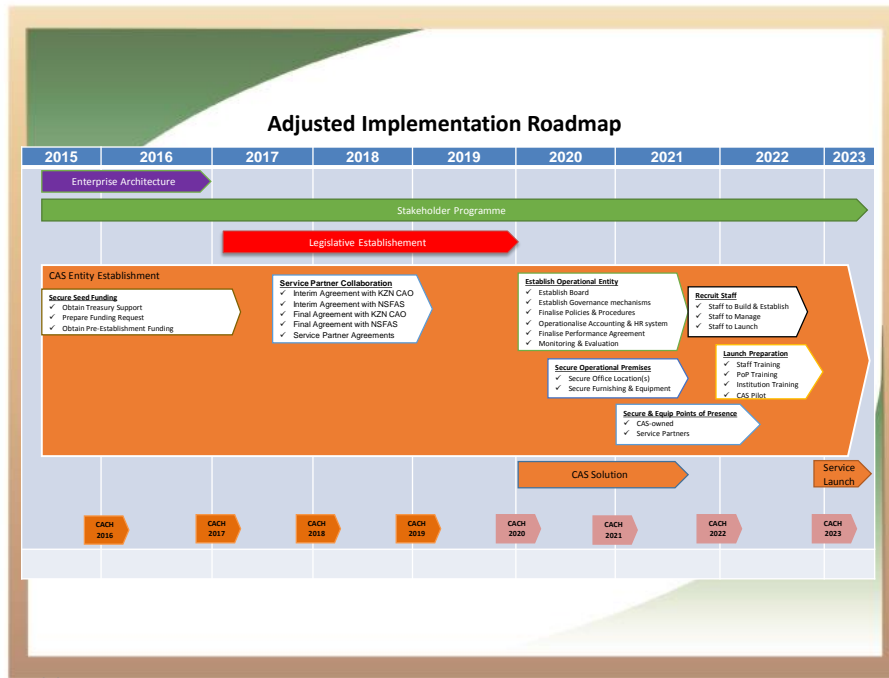 Adjusted Implementation Roadmap
2015 2016 2017 2018 2019 2020 2021 2022 2023
Enterprise Architecture
Stakeholder Programme
Legislative Establishement
CAS Entity Establishment
Secure Seed Funding
✓ Obtain Treasury Support
✓ Prepare Funding Request
✓ Obtain Pre-Establishment Funding
Service Partner Collaboration
✓ Interim Agreement with KZN CAO
✓ Interim Agreement with NSFAS
✓ Final Agreement with KZN CAO
✓ Final Agreement with NSFAS
✓ Service Partner Agreements
Establish Operational Entity
✓ Establish Board
✓ Establish Governance mechanisms
✓ Finalise Policies & Procedures
✓ Operationalise Accounting & HR system
✓ Finalise Performance Agreement
✓ Monitoring & Evaluation
Recruit Staff
✓ Staff to Build & Establish
✓ Staff to Manage
✓ Staff to Launch
Secure Operational Premises
✓ Secure Office Location(s)
✓ Secure Furnishing & Equipment
Launch Preparation
✓ Staff Training
✓ PoP Training
✓ Institution Training
✓ CAS Pilot
Secure & Equip Points of Presence
✓ CAS-owned
✓ Service Partners
CAS Solution
Service
Launch
CACH
2016
CACH
2017
CACH
2018
CACH
2019
CACH
2020
CACH
2021
CACH
2022
CACH
2023